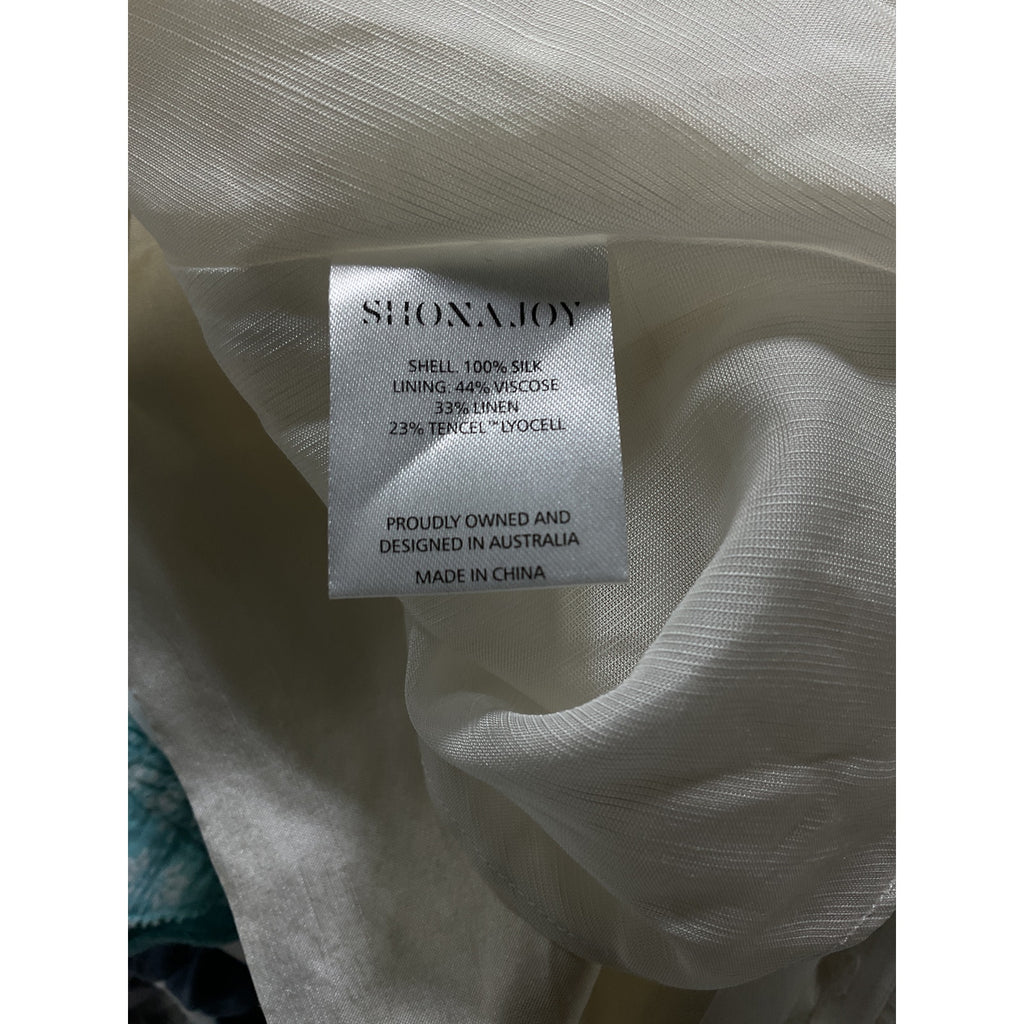 SHONAJOY
SHELL. 100% SILK
LINING: 44% VISCOSE
33% LINEN
23% TENCEL™ LYOCELL
PROUDLY OWNED AND
DESIGNED IN AUSTRALIA
MADE IN CHINA